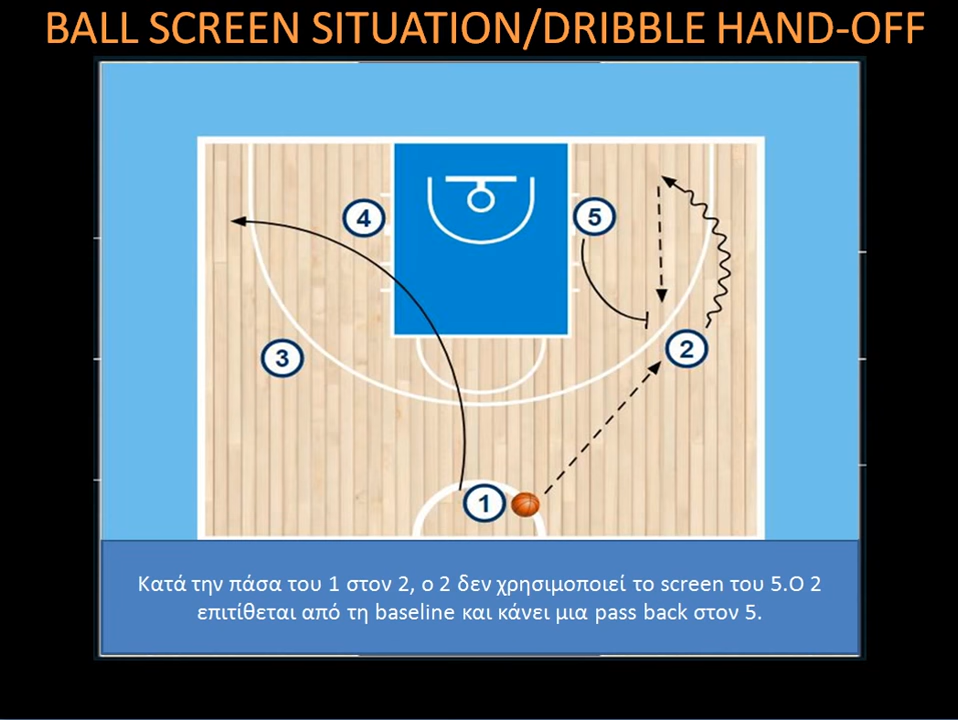 BALL SCREEN SITUATION/DRIBBLE HAND-OFF
4
5
3
2
1
Κατά την πάσα του 1 στον 2, ο 2 δεν χρησιμοποιεί το screen του 5.Ο 2
επιτίθεται από τη baseline και κάνει μια pass back στον 5.